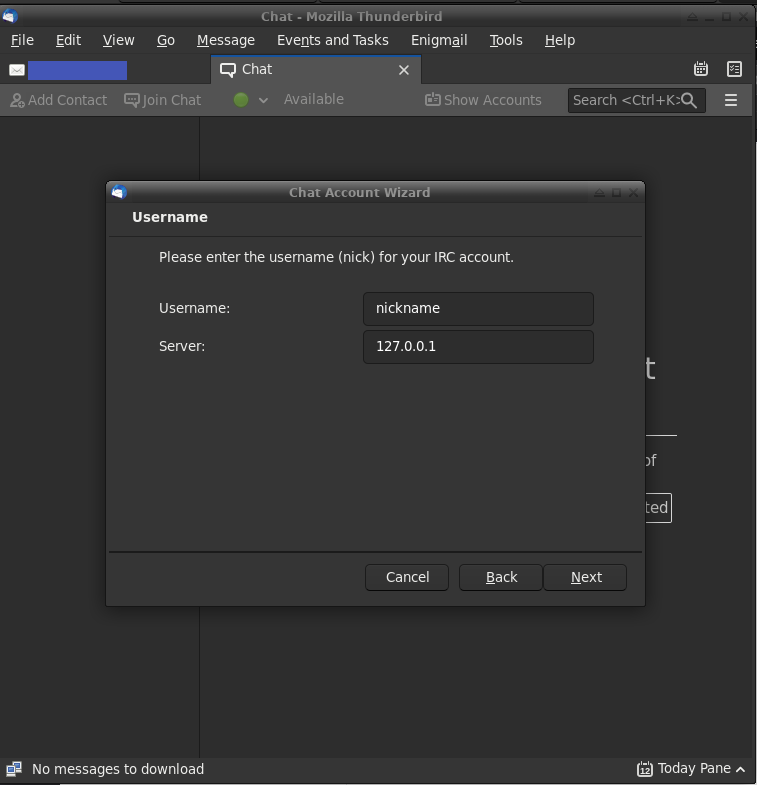 Chat - Mozilla Thunderbird
File Edit View Go Message Events and Tasks Enigmail Tools Help
Chat
Add Contact Join Chat Available Show Accounts Search <Ctrl+K>
Chat Account Wizard
Username
Please enter the username (nick) for your IRC account.
Username: nickname
Server: 127.0.0.1
t
of
ted
Cancel Back Next
No messages to download 12 Today Pane